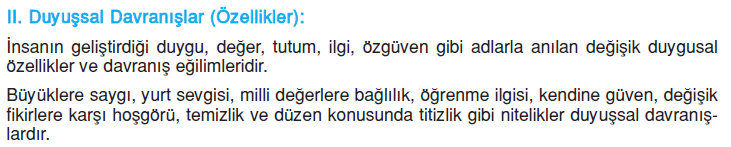 II. Duyuşsal Davranışlar (Özellikler):
İnsanın geliştirdiği duygu, değer, tutum, ilgi, özgüven gibi adlarla anılan değişik duygusal
özellikler ve davranış eğilimleridir.
Büyüklere saygı, yurt sevgisi, milli değerlere bağlılık, öğrenme ilgisi, kendine güven, değişik
fikirlere karşı hoşgörü, temizlik ve düzen konusunda titizlik gibi nitelikler duyuşsal davranış-
lardır.